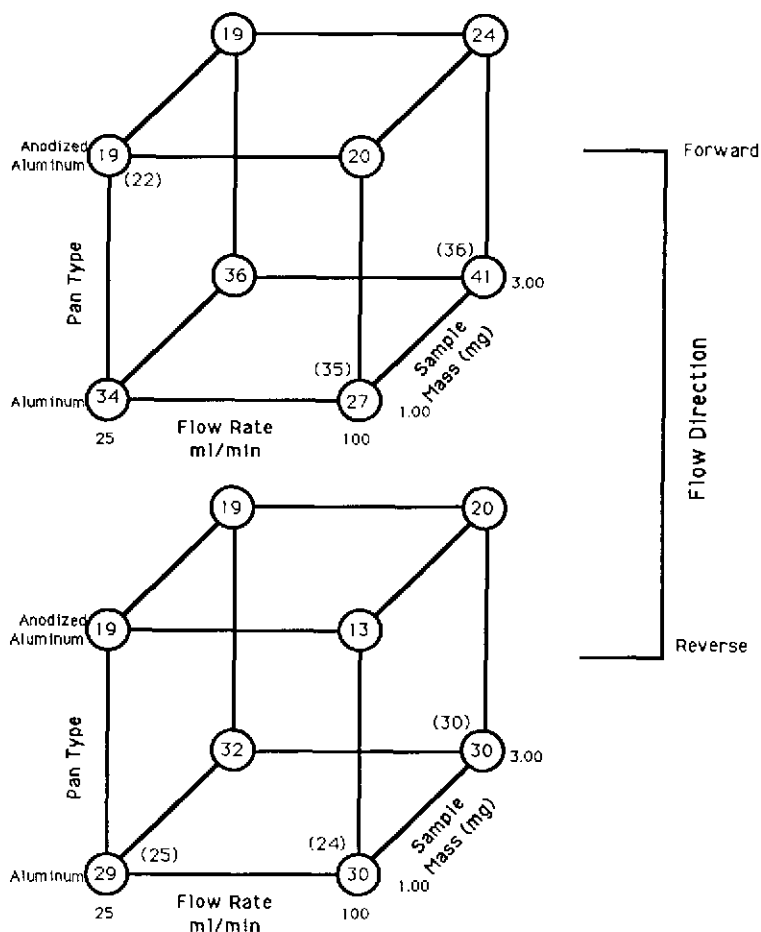 19
24
Anodized
Aluminum
19
(22)
20
Forward
Pan Type
36
(36)
41
3.00
Sample
Mass (mg)
(35)
Aluminum
34
27
1.00
25
Flow Rate
ml/min
100
Flow Direction
19
20
Anodized
Aluminum
19
13
Reverse
Pan Type
32
(30)
30
3.00
Sample
Mass (mg)
(25)
(24)
Aluminum
29
30
1.00
25
Flow Rate
ml/min
100